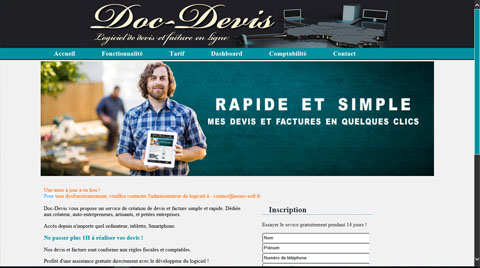 Doc-Devis
Logiciel de devis et facture en ligne
Accueil Fonctionnalité Tarif Dashboard Comptabilité Contact
RAPIDE ET SIMPLE
MES DEVIS ET FACTURES EN QUELQUES CLICS
Une mise à jour a eu lieu !
Pour tous dysfonctionnement, veuillez contacter l'administrateur du logiciel à : contact@neuro-soft.fr
Doc-Devis vous propose un service de création de devis et facture simple et rapide. Dédiée
aux créateur, auto-entrepreneurs, artisants, et petites entreprises.
Accès depuis n'importe quel ordinateur, tablette, Smartphone.
Ne passer plus 1H à réaliser vos devis !
Nos devis et facture sont conforme aux règles fiscales et comptables.
Profité d'une assistance gratuite directement avec le développeur du logiciel !
Inscription
Essayer le service gratuitement pendant 14 jours !
Nom
Prénom
Numéro de téléphone